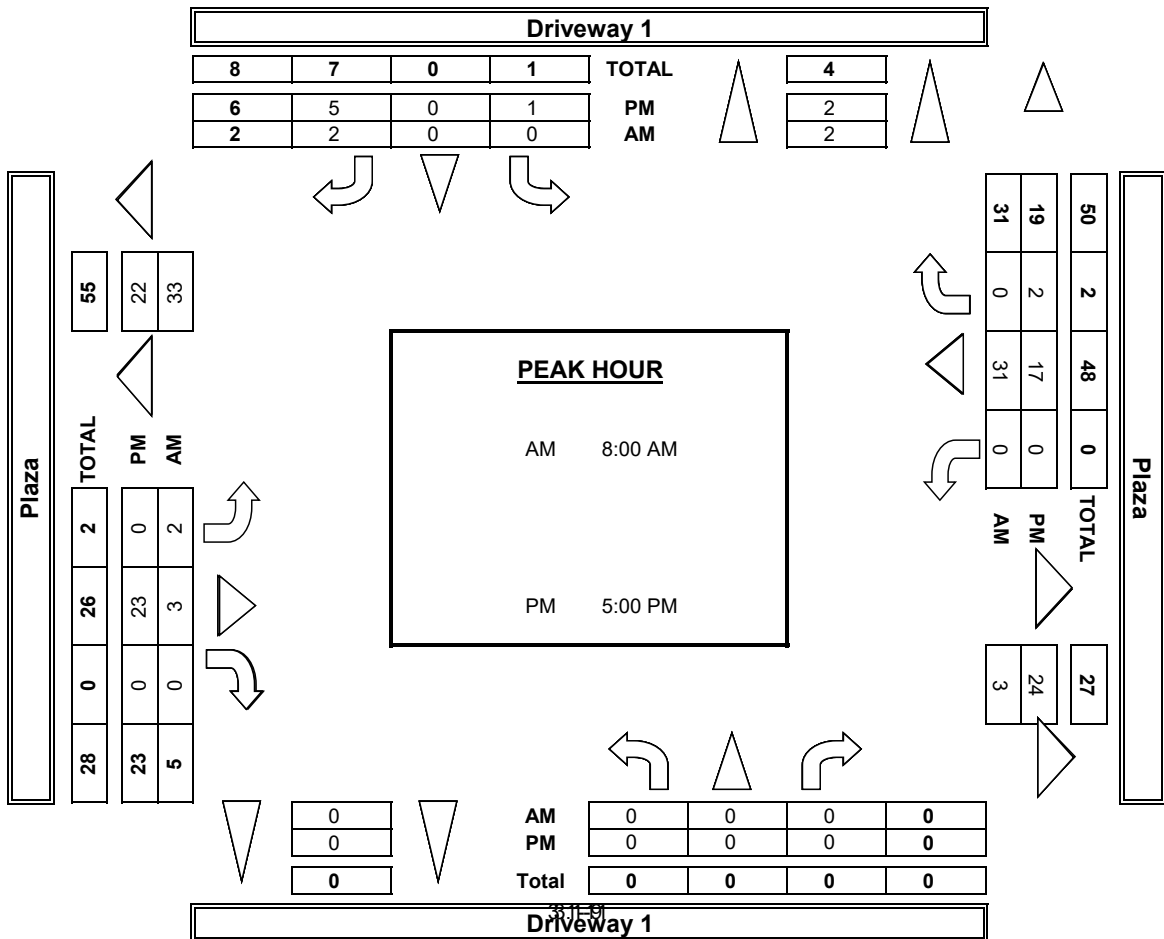 Driveway 1
8 7 0 1 TOTAL 4
6 5 0 1 PM 2
2 2 0 0 AM 2
Plaza
55 22 33
TOTAL PM AM
2 0 2
26 23 3
0 0 0
28 23 5
PEAK HOUR
AM 8:00 AM
PM 5:00 PM
31 19 50
0 2 2
31 17 48
0 0 0
AM PM TOTAL
3 24 27
Plaza
0 AM 0 0 0 0
0 PM 0 0 0 0
0 Total 0 0 0 0
Driveway 1